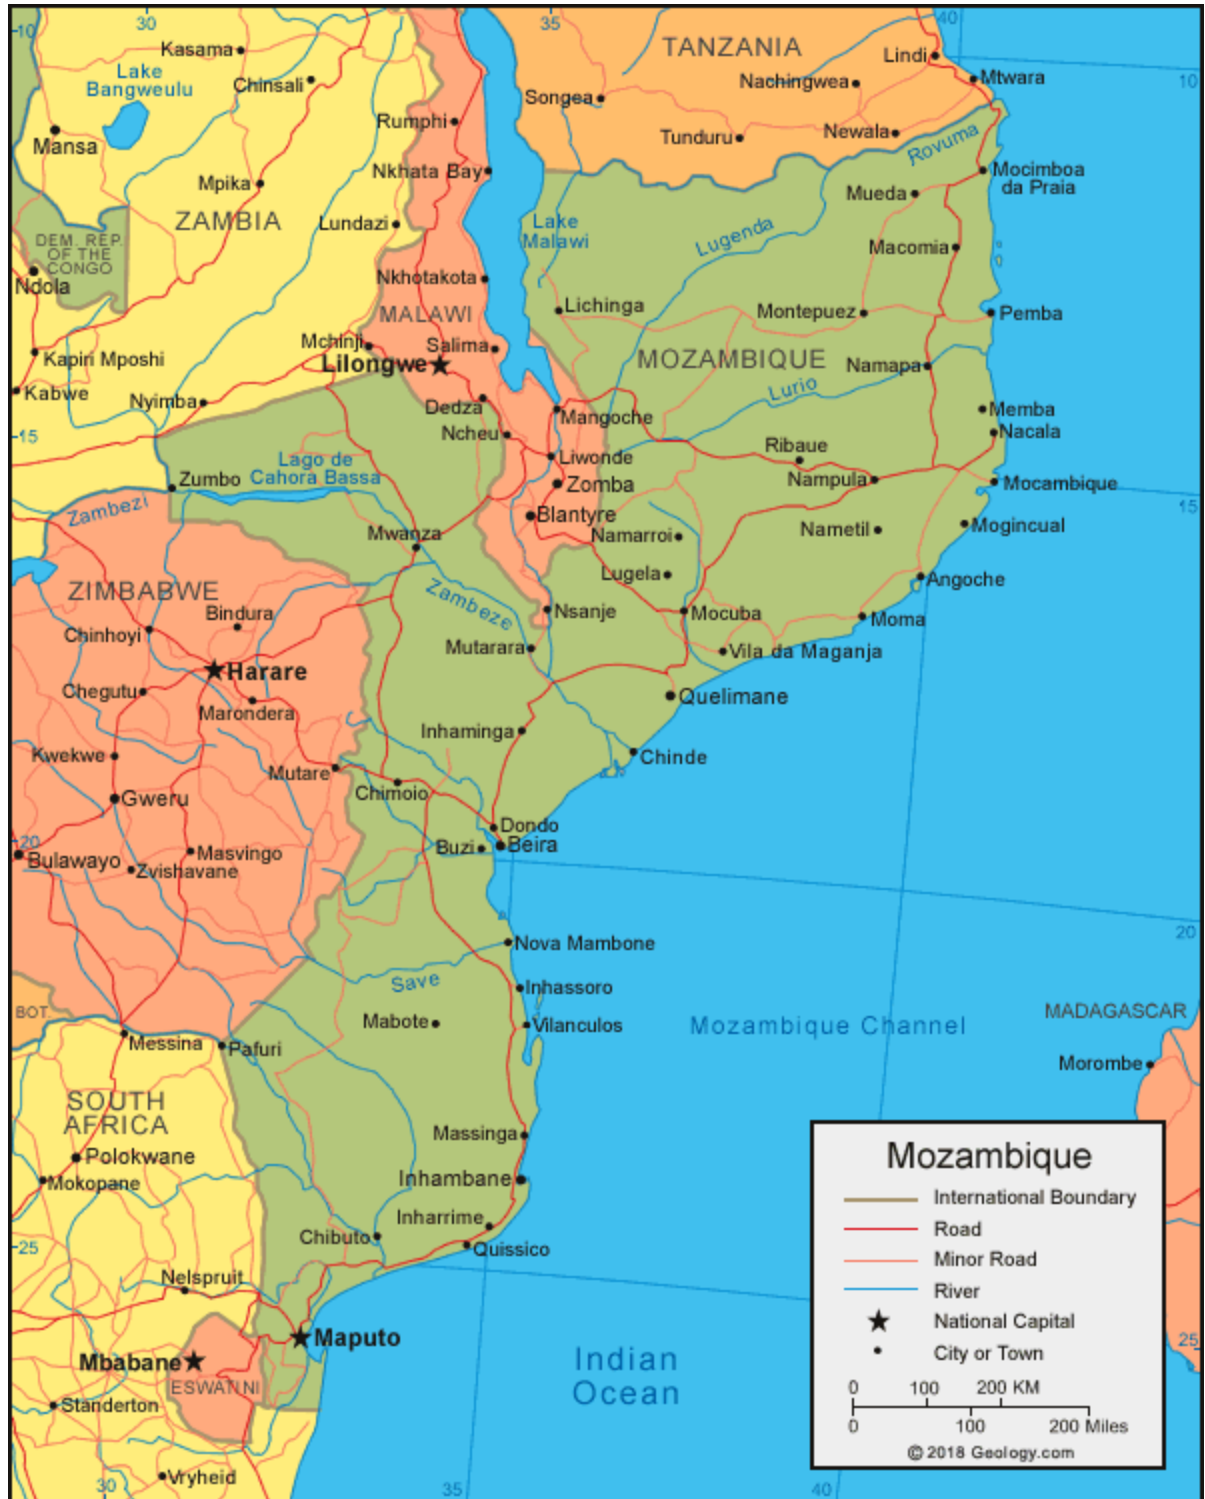 10
30
35
40
TANZANIA
Kasama
Lindi
Lake
Bangweulu
Chinsali
Nachingwea
Mtwara
10
Songea
Rumphi
Tunduru
Newala
Mansa
Rovuma
Nkhata Bay
Mocimboa
da Praia
Mpika
Mueda
ZAMBIA
Lundazi
Lake
Malawi
Lugenda
DEM. REP.
OF THE
CONGO
Macomia
Ndola
Nkhotakota
Lichinga
MALAWI
Montepuez
Pemba
Mchinji
Salima
Kapiri Mposhi
Lilongwe
MOZAMBIQUE
Namapa
Kabwe
Nyimba
Lurio
Dedza
Mangoche
Memba
15
Ncheu
Nacala
Ribaue
Lago de
Cahora Bassa
Liwonde
Zumbo
Zomba
Nampula
Mocambique
Zambezi
15
Blantyre
Mwanza
Namarroi
Nametil
Mogincual
Lugela
Angoche
ZIMBABWE
Zambeze
Bindura
Nsanje
Mocuba
Moma
Chinhoyi
Mutarara
Vila da Maganja
Harare
Chegutu
Quelimane
Marondera
Inhaminga
Kwekwe
Chinde
Mutare
Chimoio
Gweru
Dondo
20
Beira
Buzi
Bulawayo
Masvingo
Zvishavane
20
Nova Mambone
Save
Inhassoro
BOT.
Mabote
Vilanculos
Mozambique Channel
MADAGASCAR
Messina
Pafuri
Morombe
SOUTH
AFRICA
Massinga
Polokwane
Mokopane
Inhambane
Inharrime
Chibuto
Quissico
25
Nelspruit
Maputo
Mbabane
ESWATINI
Indian
Ocean
Standerton
Vryheid
30
35
40
25
Mozambique
International Boundary
Road
Minor Road
River
National Capital
City or Town
0 100 200 KM
0 100 200 Miles
© 2018 Geology.com